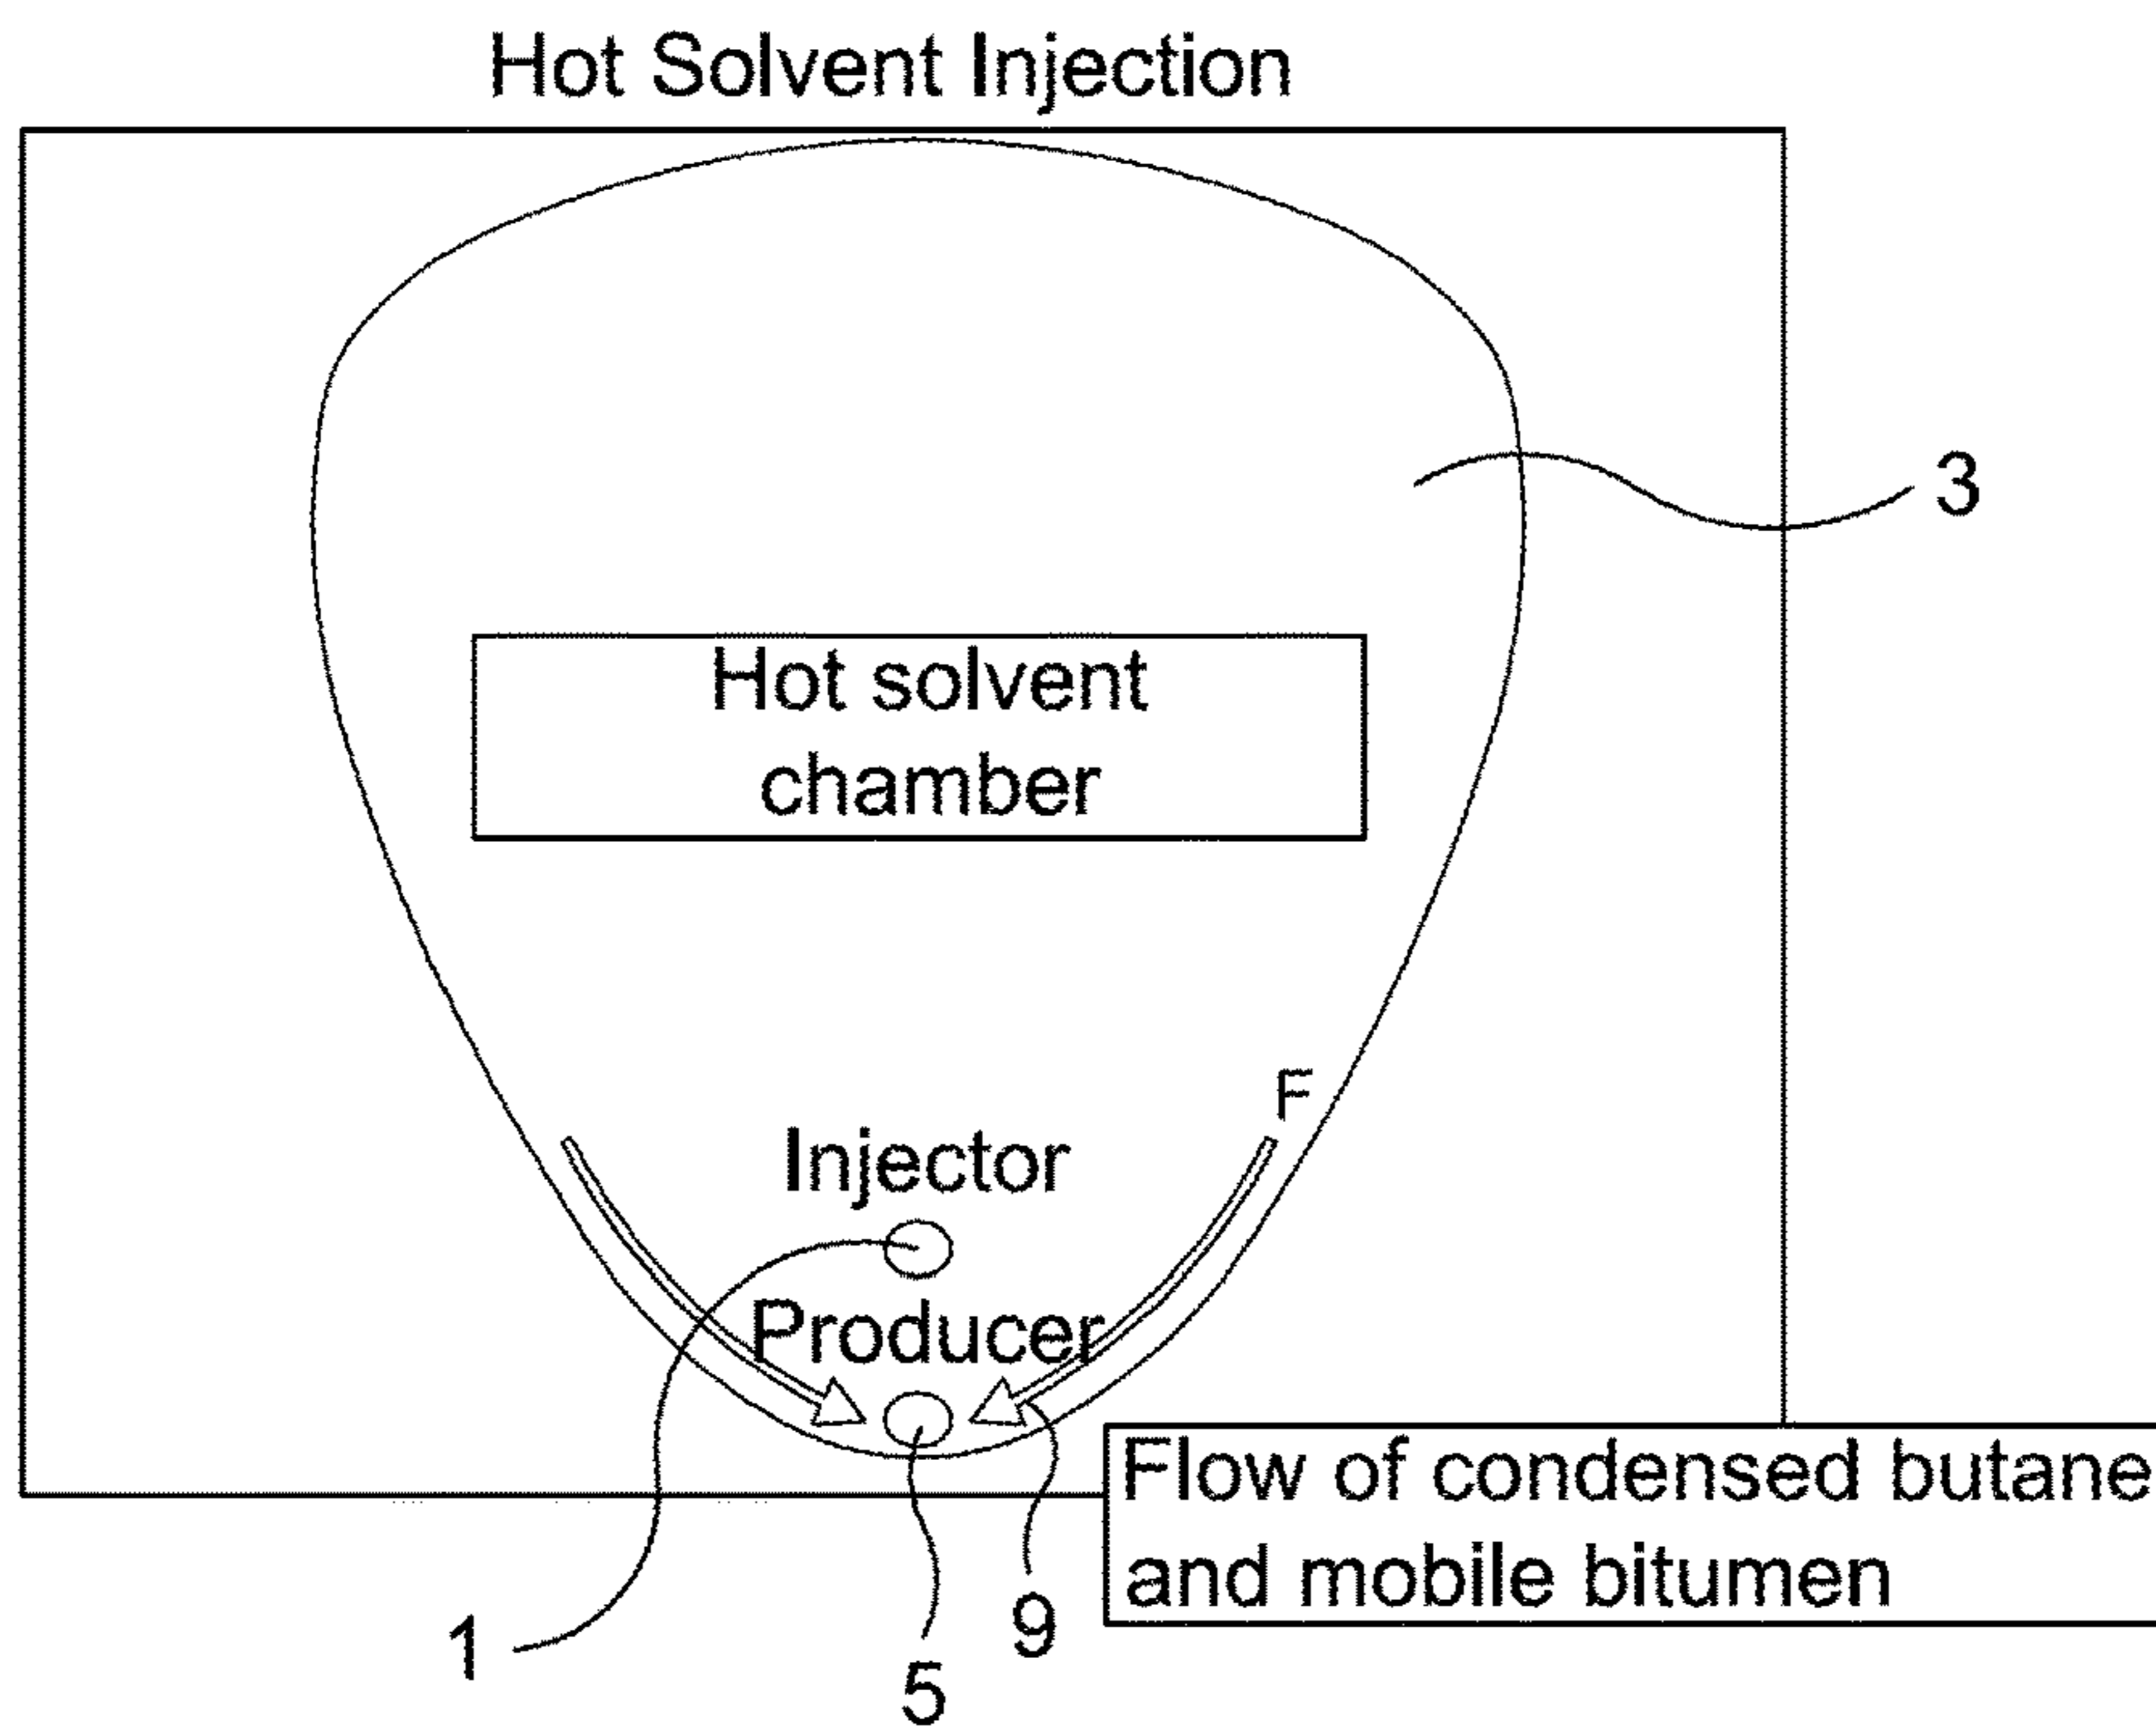 Hot Solvent Injection
3
Hot solvent
chamber
F
Injector
Producer
Flow of condensed butane
and mobile bitumen
1
5
9